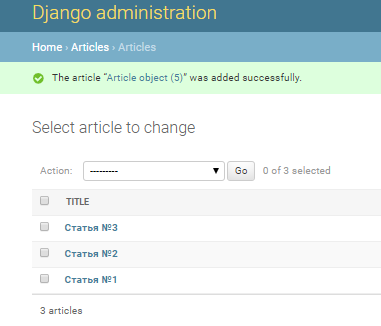 Django administration
Home › Articles › Articles
The article “Article object (5)” was added successfully.
Select article to change
Action: --------- Go 0 of 3 selected
TITLE
Статья №3
Статья №2
Статья №1
3 articles